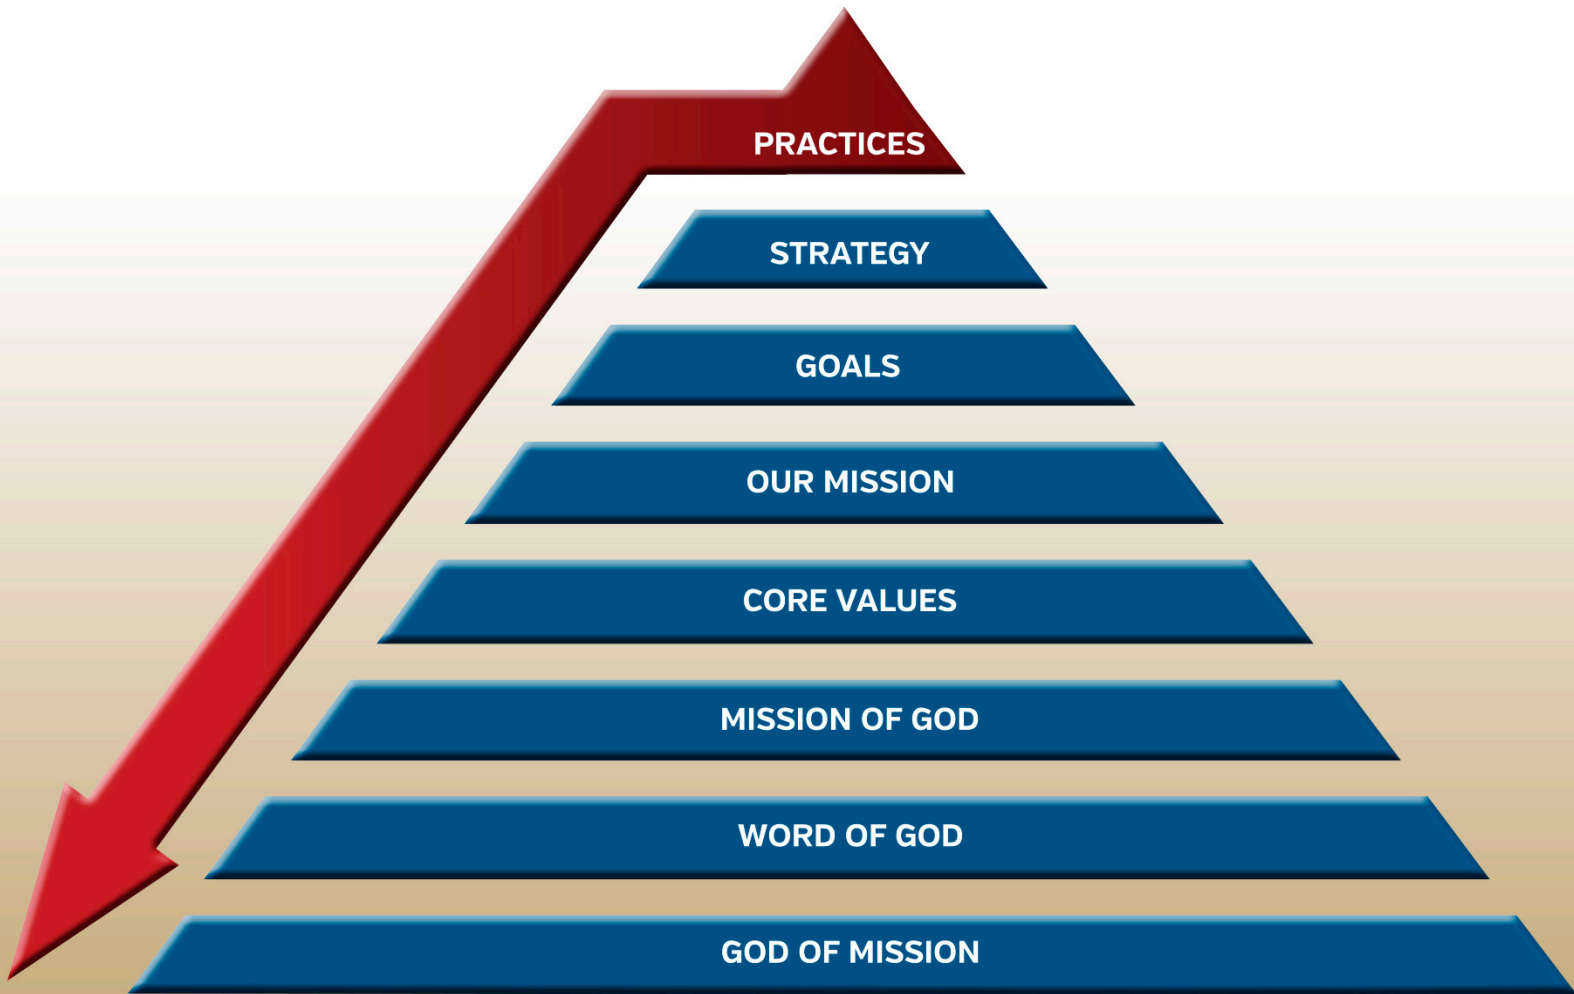 PRACTICES
STRATEGY
GOALS
OUR MISSION
CORE VALUES
MISSION OF GOD
WORD OF GOD
GOD OF MISSION